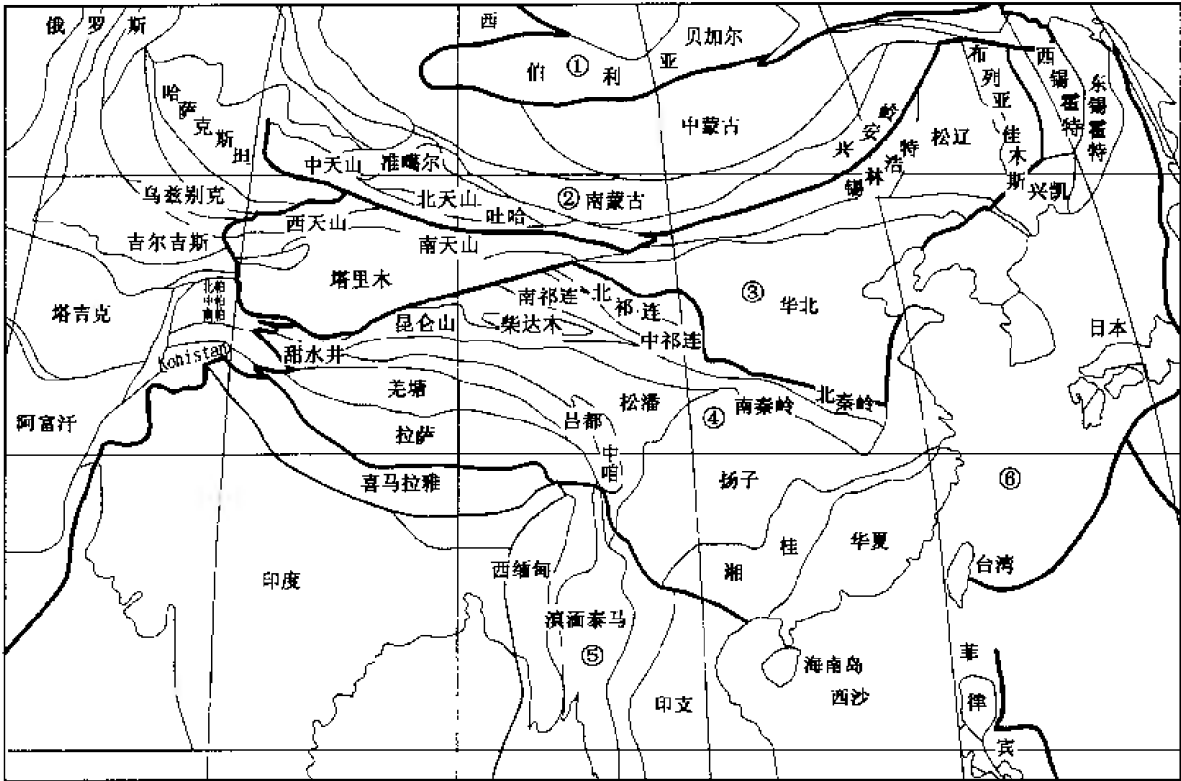 俄罗斯
西伯利亚
①
贝加尔
哈萨克斯坦
中蒙古
兴安岭
锡林浩特
松辽
布列亚
佳木斯
西锡霍特
东锡霍特
兴凯
中天山
准噶尔
乌兹别克
北天山
②
南蒙古
吐哈
西天山
吉尔吉斯
南天山
塔里木
③
华北
北帕
中帕
南帕
塔吉克
南祁连
北祁连
昆仑山
柴达木
中祁连
日本
Kohistan
甜水井
羌塘
松潘
④
南秦岭
北秦岭
阿富汗
昌都
拉萨
中咱
喜马拉雅
扬子
⑥
华夏
湘桂
西缅甸
台湾
印度
滇缅泰马
⑤
海南岛
西沙
印支
菲律宾